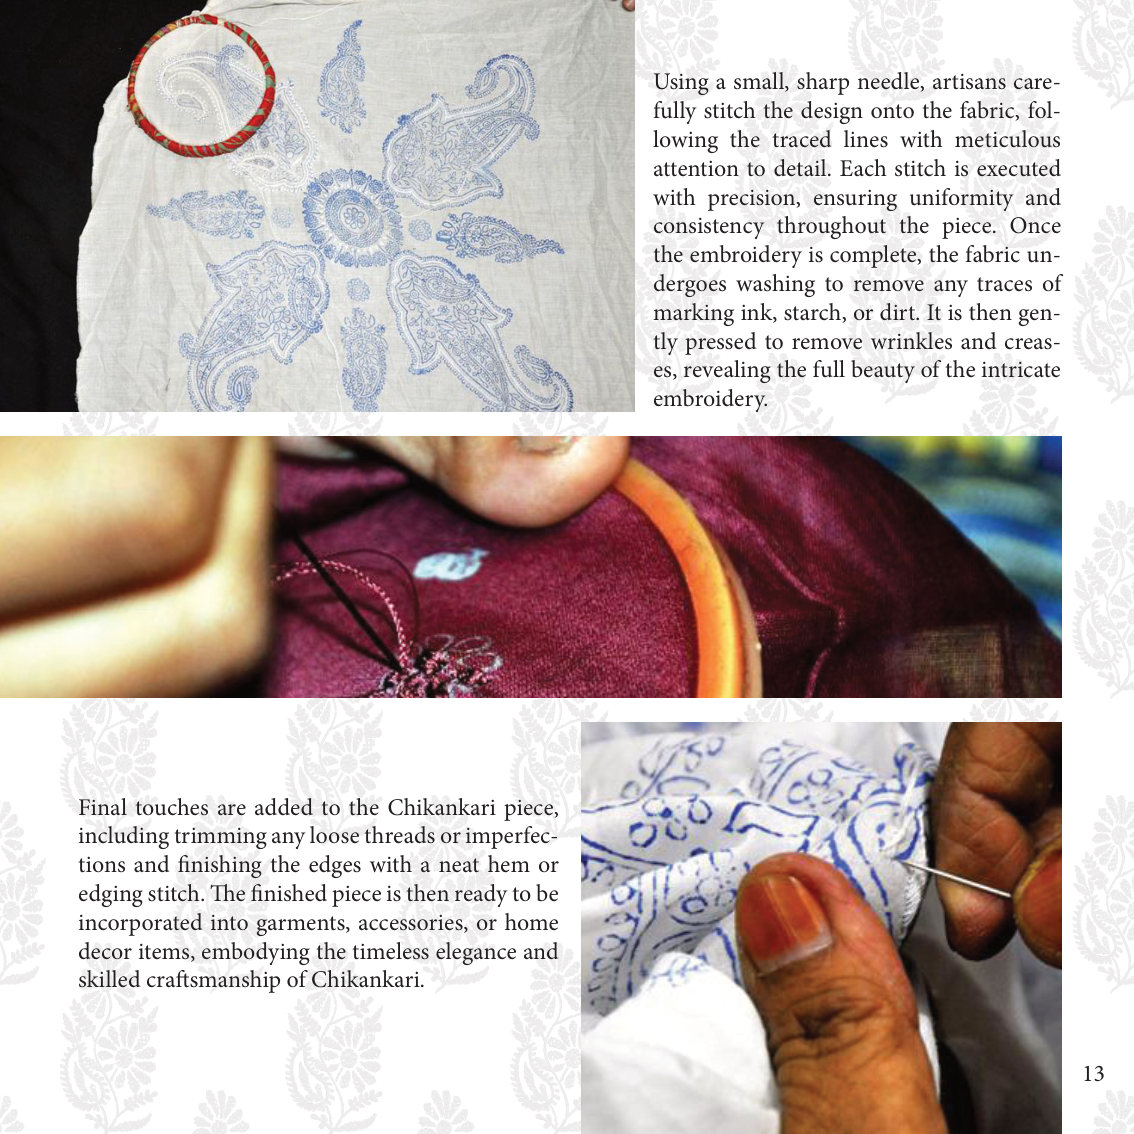 Using a small, sharp needle, artisans care-
fully stitch the design onto the fabric, fol-
lowing the traced lines with meticulous
attention to detail. Each stitch is executed
with precision, ensuring uniformity and
consistency throughout the piece. Once
the embroidery is complete, the fabric un-
dergoes washing to remove any traces of
marking ink, starch, or dirt. It is then gen-
tly pressed to remove wrinkles and creas-
es, revealing the full beauty of the intricate
embroidery.
Final touches are added to the Chikankari piece,
including trimming any loose threads or imperfec-
tions and finishing the edges with a neat hem or
edging stitch. The finished piece is then ready to be
incorporated into garments, accessories, or home
decor items, embodying the timeless elegance and
skilled craftsmanship of Chikankari.
13